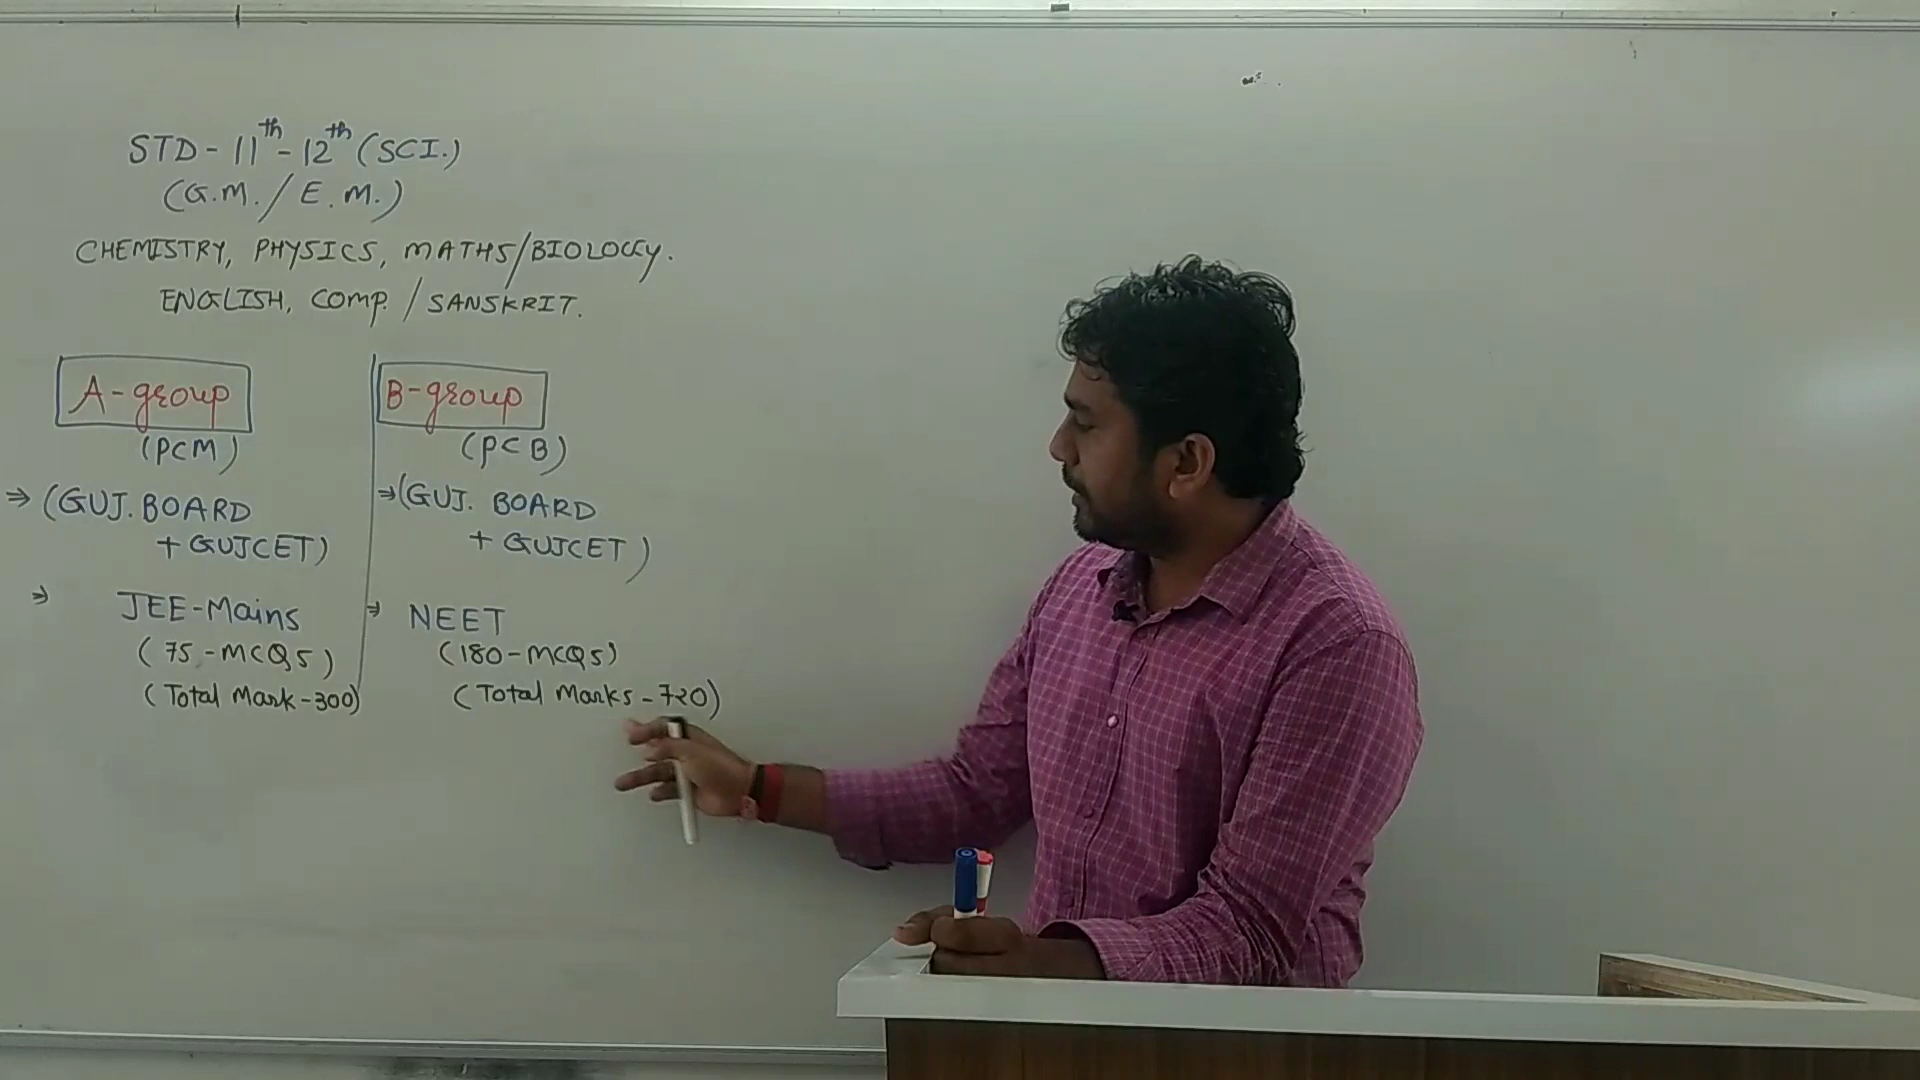 STD - 11th - 12th (SCI.)
(G.M. / E.M.)
CHEMISTRY, PHYSICS, MATHS/BIOLOGY.
ENGLISH, COMP. / SANSKRIT.
A-group
(PCM)
⇒ (GUJ. BOARD
+ GUJCET)
⇒ JEE-Mains
(75-MCQs)
(Total Mark-300)
B-group
(PCB)
⇒ (GUJ. BOARD
+ GUJCET)
⇒ NEET
(180-MCQs)
(Total Marks-720)